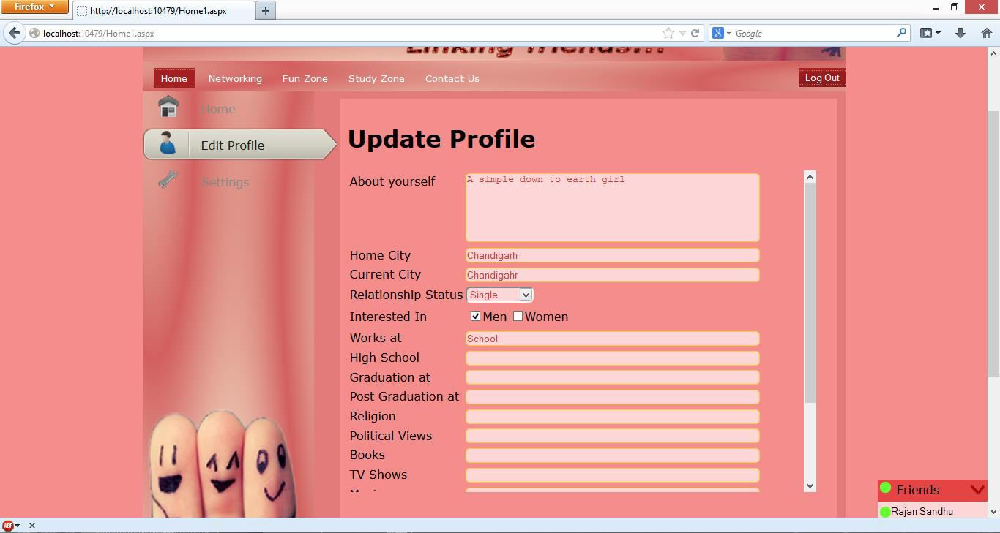 Firefox
http://localhost:10479/Home1.aspx
localhost:10479/Home1.aspx
Google
Linking friends...
Home Networking Fun Zone Study Zone Contact Us Log Out
Home
Edit Profile
Settings
Update Profile
About yourself A simple down to earth girl
Home City Chandigarh
Current City Chandigahr
Relationship Status Single
Interested In Men Women
Works at School
High School
Graduation at
Post Graduation at
Religion
Political Views
Books
TV Shows
Friends
Rajan Sandhu
ABP